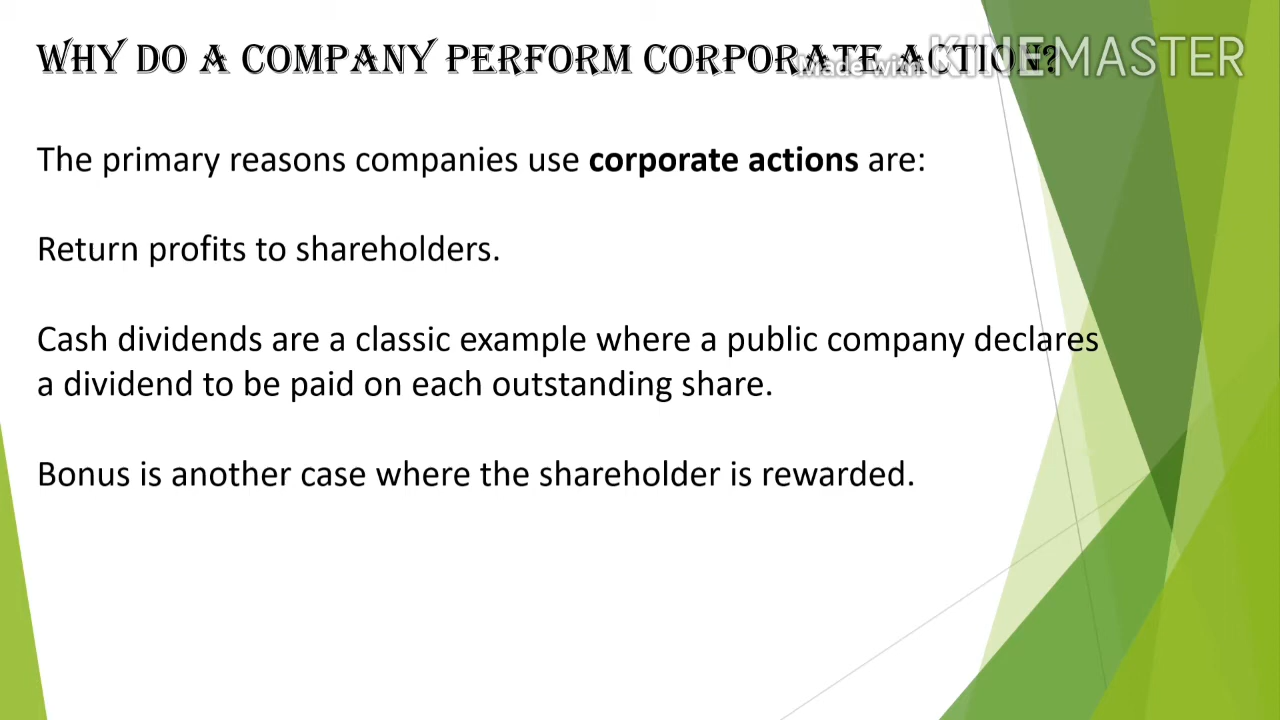 WHY DO A COMPANY PERFORM CORPORATE ACTION?
Made with KINEMASTER
The primary reasons companies use corporate actions are:
Return profits to shareholders.
Cash dividends are a classic example where a public company declares
a dividend to be paid on each outstanding share.
Bonus is another case where the shareholder is rewarded.